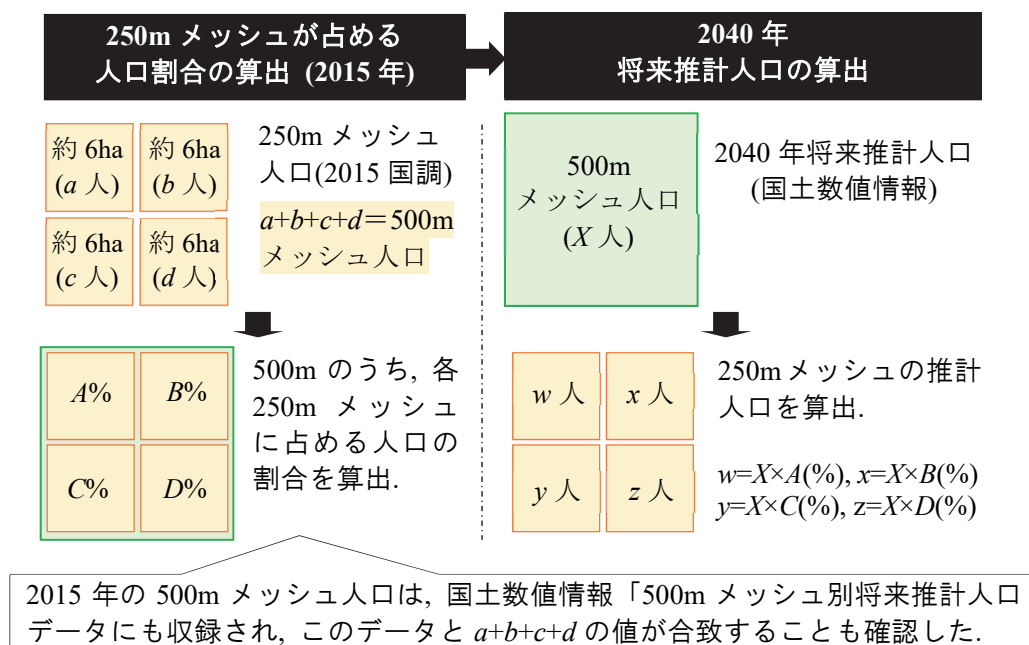 250m メッシュが占める
人口割合の算出 (2015 年)
2040 年
将来推計人口の算出
約 6ha
(a 人)
約 6ha
(b 人)
約 6ha
(c 人)
約 6ha
(d 人)
250m メッシュ
人口(2015 国調)
a+b+c+d＝500m
メッシュ人口
500m
メッシュ人口
(X 人)
2040 年将来推計人口
(国土数値情報)
A%
B%
C%
D%
500m のうち, 各
250m メッシュ
に占める人口の
割合を算出.
w 人
x 人
y 人
z 人
250mメッシュの推計
人口を算出.
w=X×A(%), x=X×B(%)
y=X×C(%), z=X×D(%)
2015 年の 500m メッシュ人口は, 国土数値情報「500m メッシュ別将来推計人口
データにも収録され, このデータと a+b+c+d の値が合致することも確認した.